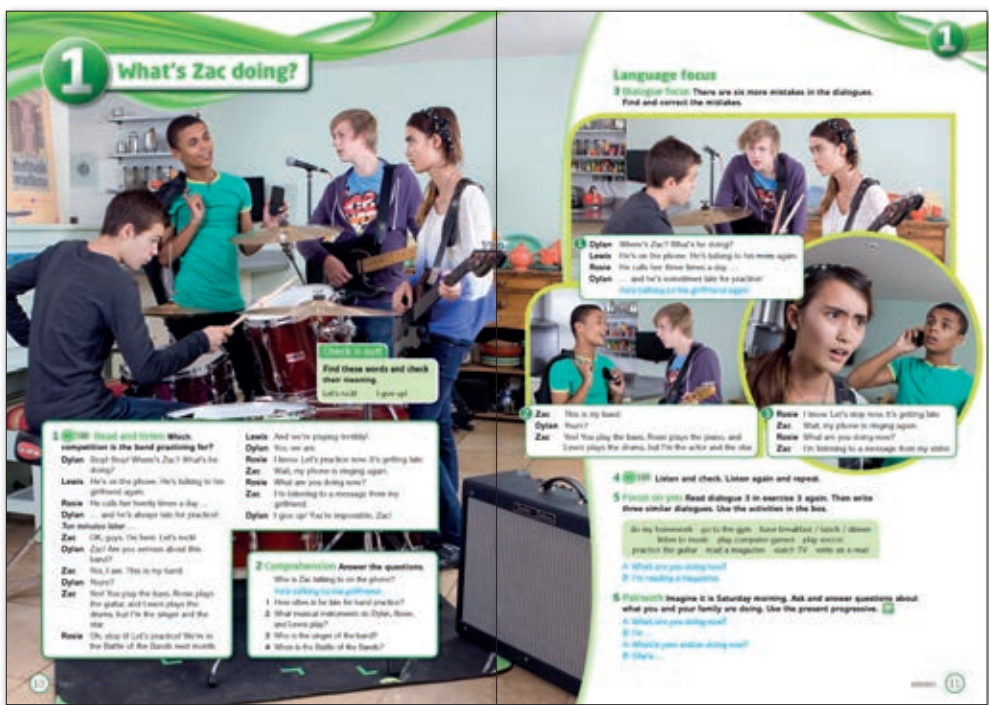 1
What's Zac doing?
Check it out!
Find these words and check
their meaning.
Let's rock! I give up!
1 Read and listen Which
competition is the band practicing for?
Dylan Stop! Stop! Where's Zac? What's he
doing?
Lewis He's on the phone. He's talking to his
girlfriend again.
Rosie He calls her twenty times a day ...
Dylan ... and he's always late for practice!
Ten minutes later ...
Zac OK, guys. I'm here. Let's rock!
Dylan Zac! Are you serious about this
band?
Zac Yes, I am. This is my band.
Dylan Yours?
Zac Yes! You play the bass, Rosie plays
the guitar, and Lewis plays the
drums, but I'm the singer and the
star.
Rosie Oh, stop it! Let's practice! We're in
the Battle of the Bands next month.
Lewis And we're playing terribly!
Dylan Yes, we are.
Rosie I know. Let's practice now. It's getting late.
Zac Wait, my phone is ringing again.
Rosie What are you doing now?
Zac I'm listening to a message from my
girlfriend.
Dylan I give up! You're impossible, Zac!
2 Comprehension Answer the questions.
Who is Zac talking to on the phone?
He's talking to his girlfriend.
1 How often is he late for band practice?
2 What musical instruments do Dylan, Rosie,
and Lewis play?
3 Who is the singer of the band?
4 When is the Battle of the Bands?
10
1
Language focus
3 Dialogue focus There are six more mistakes in the dialogues.
Find and correct the mistakes.
1 Dylan Where's Zac? What's he doing?
Lewis He's on the phone. He's talking to his mom again.
Rosie He calls her three times a day ...
Dylan ... and he's sometimes late for practice!
He's talking to his girlfriend again.
2 Zac This is my band.
Dylan Yours?
Zac Yes! You play the bass, Rosie plays the piano, and
Lewis plays the drums, but I'm the actor and the star.
3 Rosie I know. Let's stop now. It's getting late.
Zac Wait, my phone is ringing again.
Rosie What are you doing now?
Zac I'm listening to a message from my sister.
4 Listen and check. Listen again and repeat.
5 Focus on you Read dialogue 3 in exercise 3 again. Then write
three similar dialogues. Use the activities in the box.
do my homework go to the gym have breakfast / lunch / dinner
listen to music play computer games play soccer
practice the guitar read a magazine watch TV write an e-mail
A: What are you doing now?
B: I'm reading a magazine.
6 Pairwork Imagine it is Saturday morning. Ask and answer questions about
what you and your family are doing. Use the present progressive.
A: What are you doing now?
B: I'm ...
A: What's your sister doing now?
B: She's ...
11